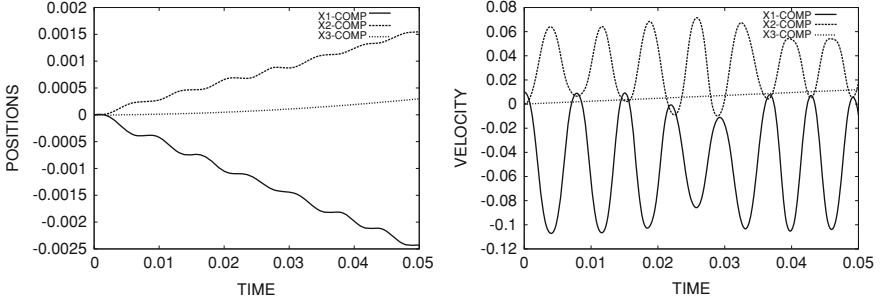 0.002
0.0015
0.001
0.0005
0
-0.0005
-0.001
-0.0015
-0.002
-0.0025
POSITIONS
X1-COMP
X2-COMP
X3-COMP
0 0.01 0.02 0.03 0.04 0.05
TIME
0.08
0.06
0.04
0.02
0
-0.02
-0.04
-0.06
-0.08
-0.1
-0.12
VELOCITY
X1-COMP
X2-COMP
X3-COMP
0 0.01 0.02 0.03 0.04 0.05
TIME